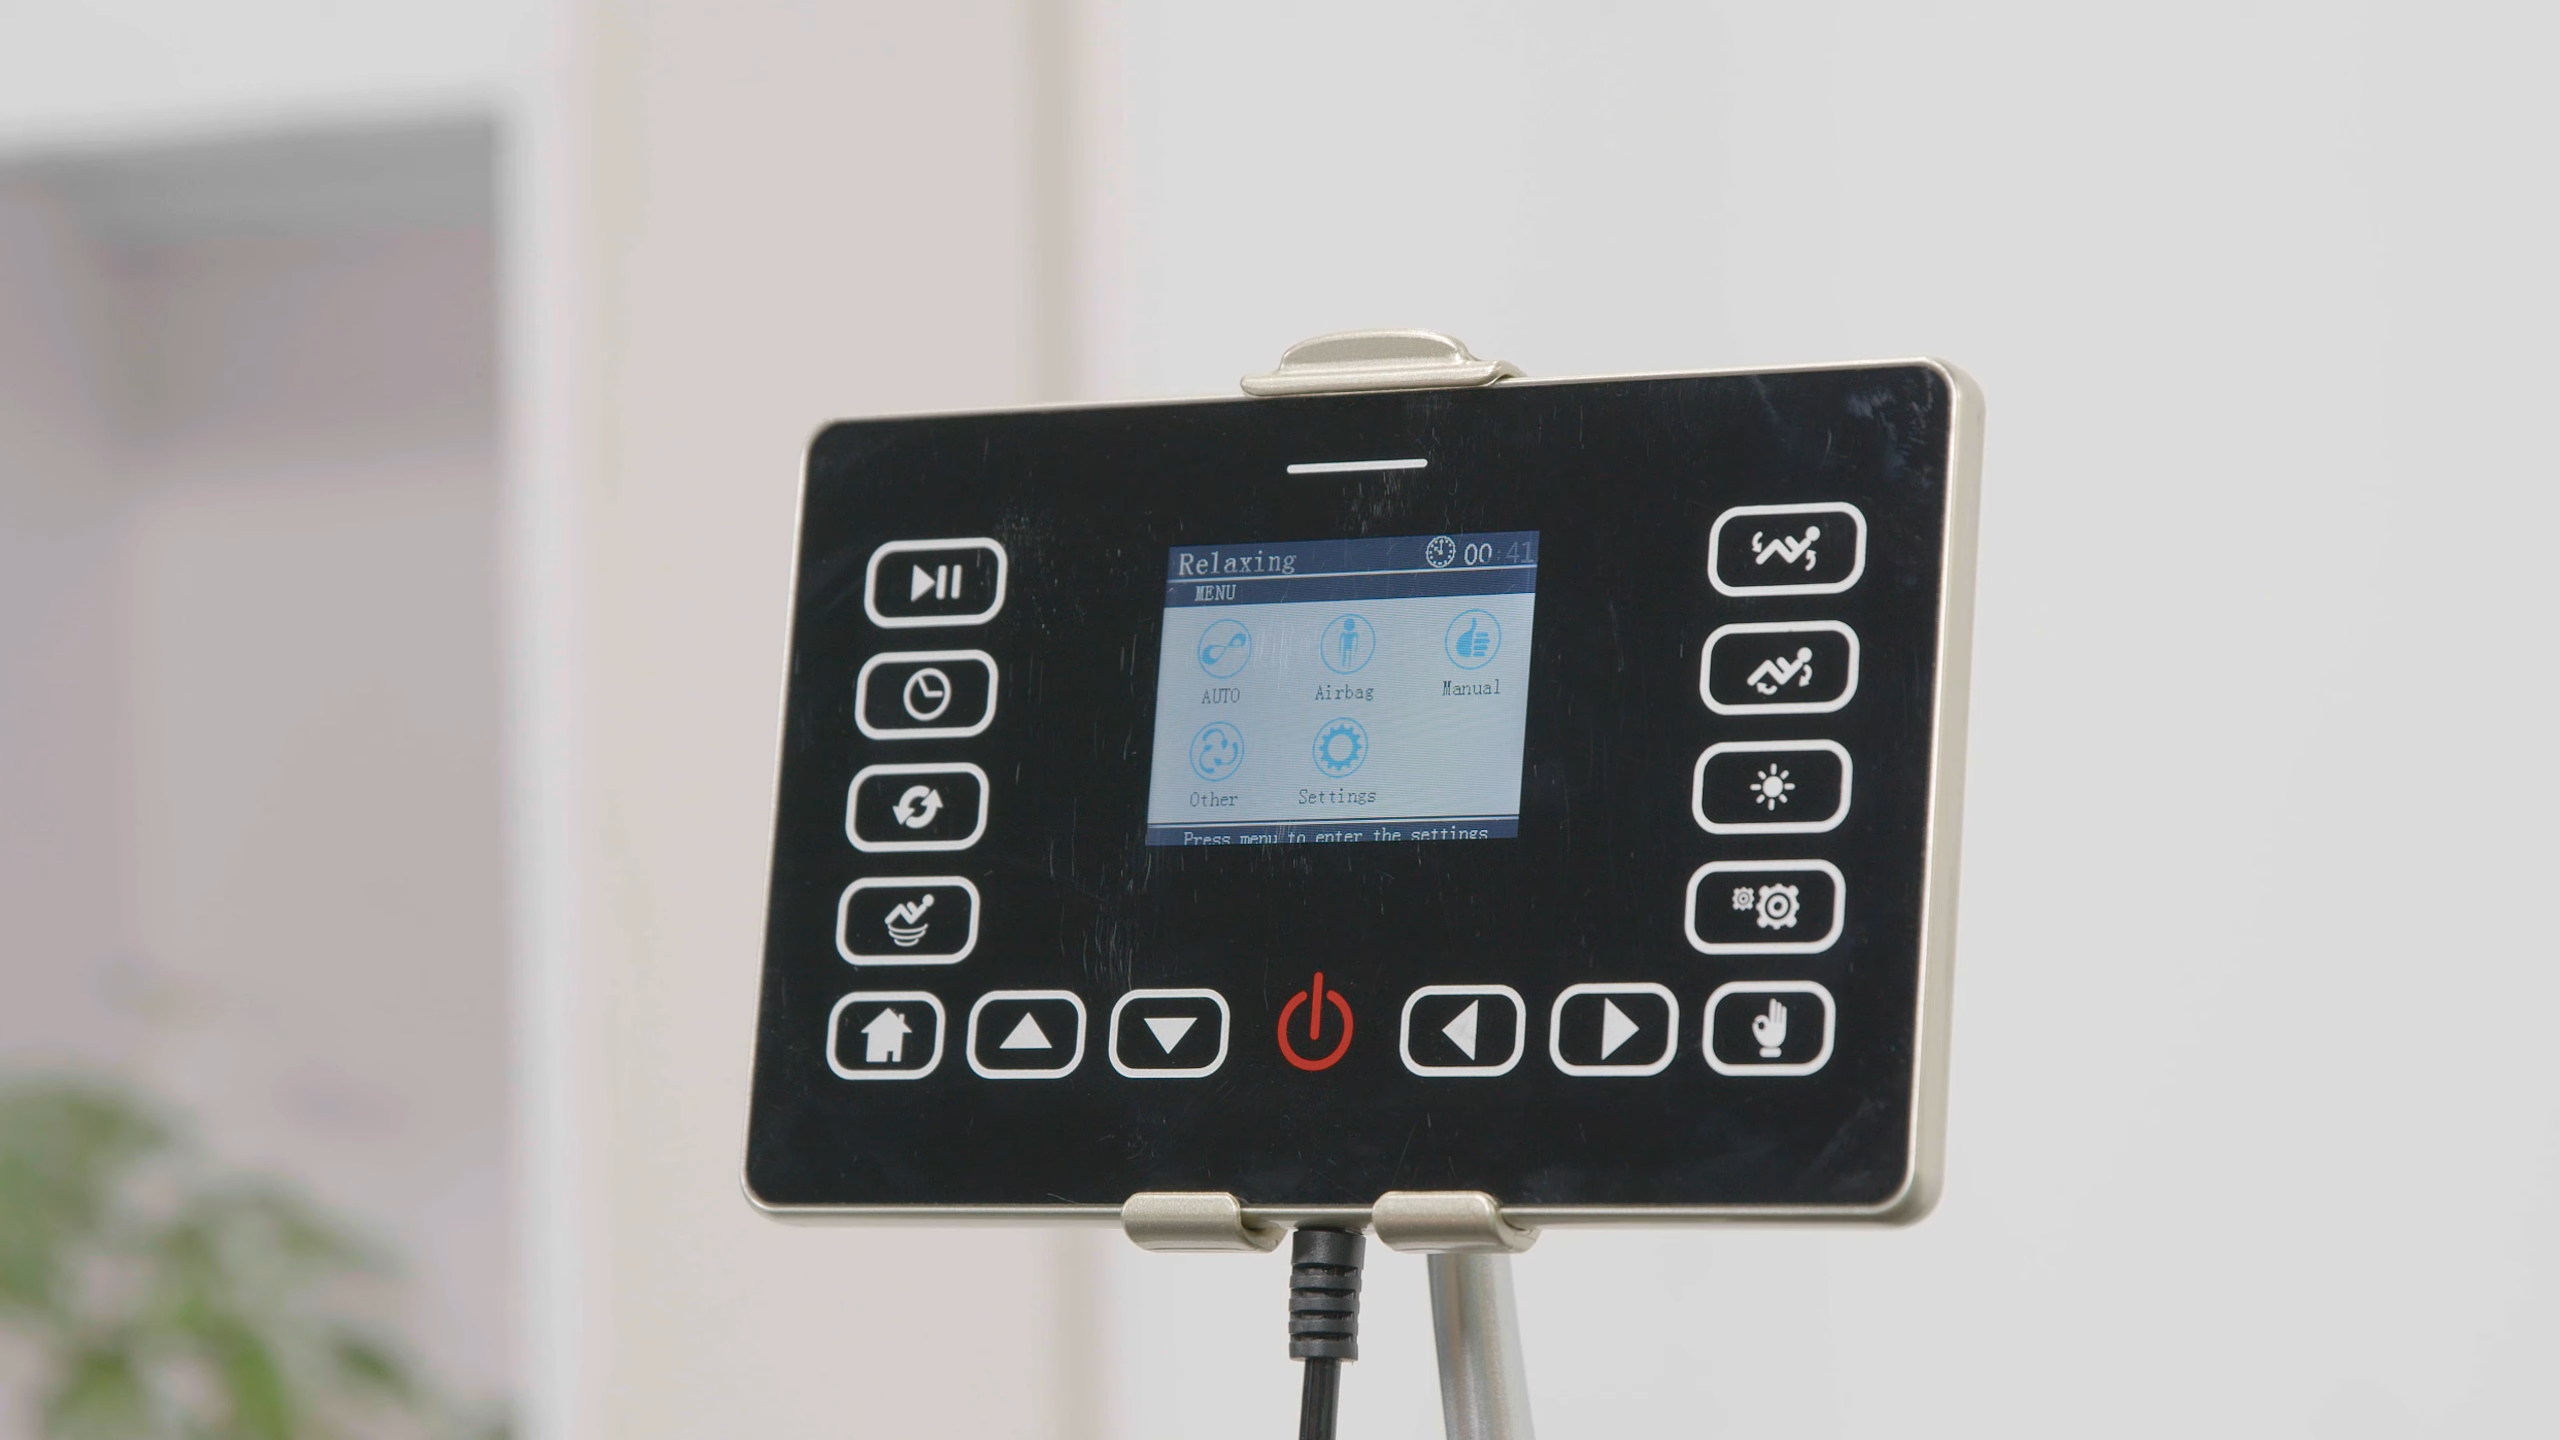 Relaxing 00:41
MENU
AUTO Airbag Manual
Other Settings
Press menu to enter the settings